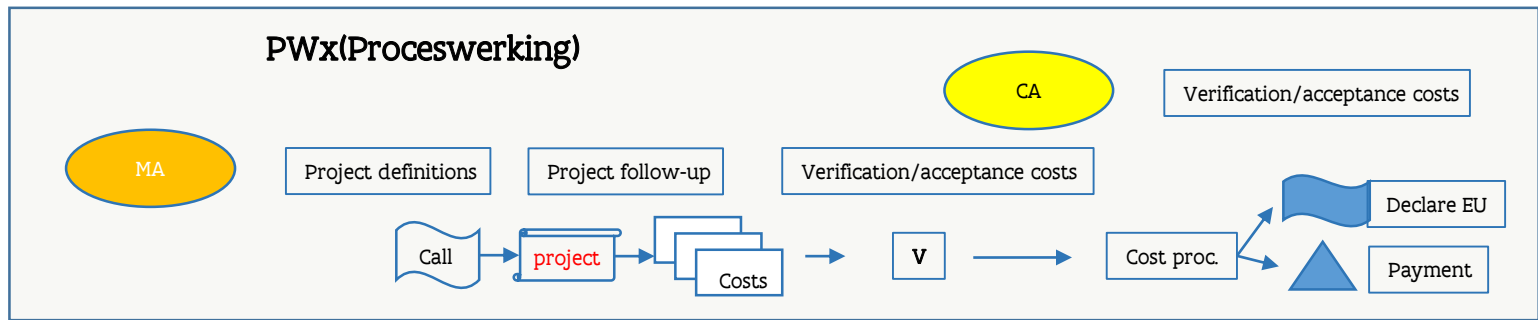 PWx(Proceswerking)
CA
Verification/acceptance costs
MA
Project definitions
Project follow-up
Verification/acceptance costs
Declare EU
Call
project
Costs
V
Cost proc.
Payment